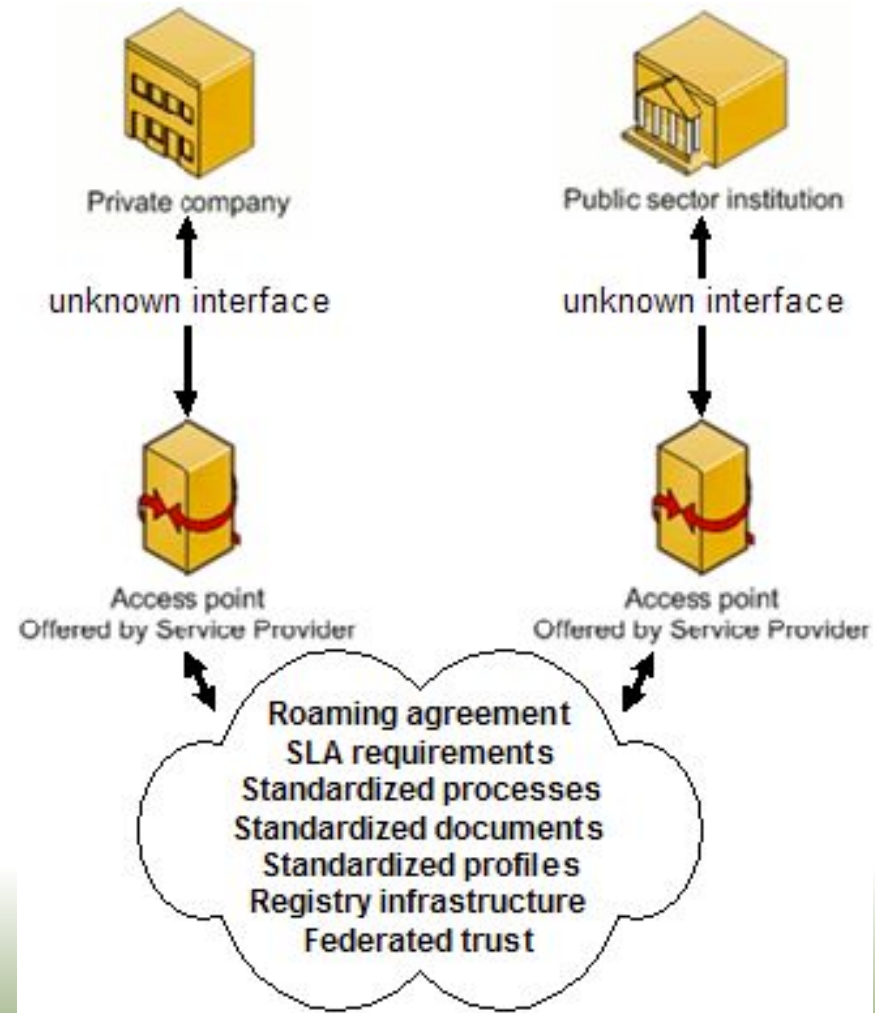 Private company
Public sector institution
unknown interface
unknown interface
Access point
Offered by Service Provider
Access point
Offered by Service Provider
Roaming agreement
SLA requirements
Standardized processes
Standardized documents
Standardized profiles
Registry infrastructure
Federated trust